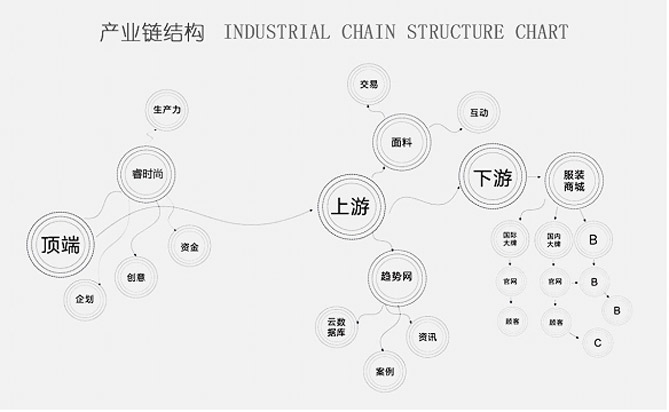 产业链结构 INDUSTRIAL CHAIN STRUCTURE CHART
交易
生产力
互动
面料
睿时尚
下游
服装
商城
上游
顶端
国际
大牌
国内
大牌
B
资金
创意
趋势网
官网
官网
B
企划
B
云数
据库
资讯
顾客
顾客
C
案例